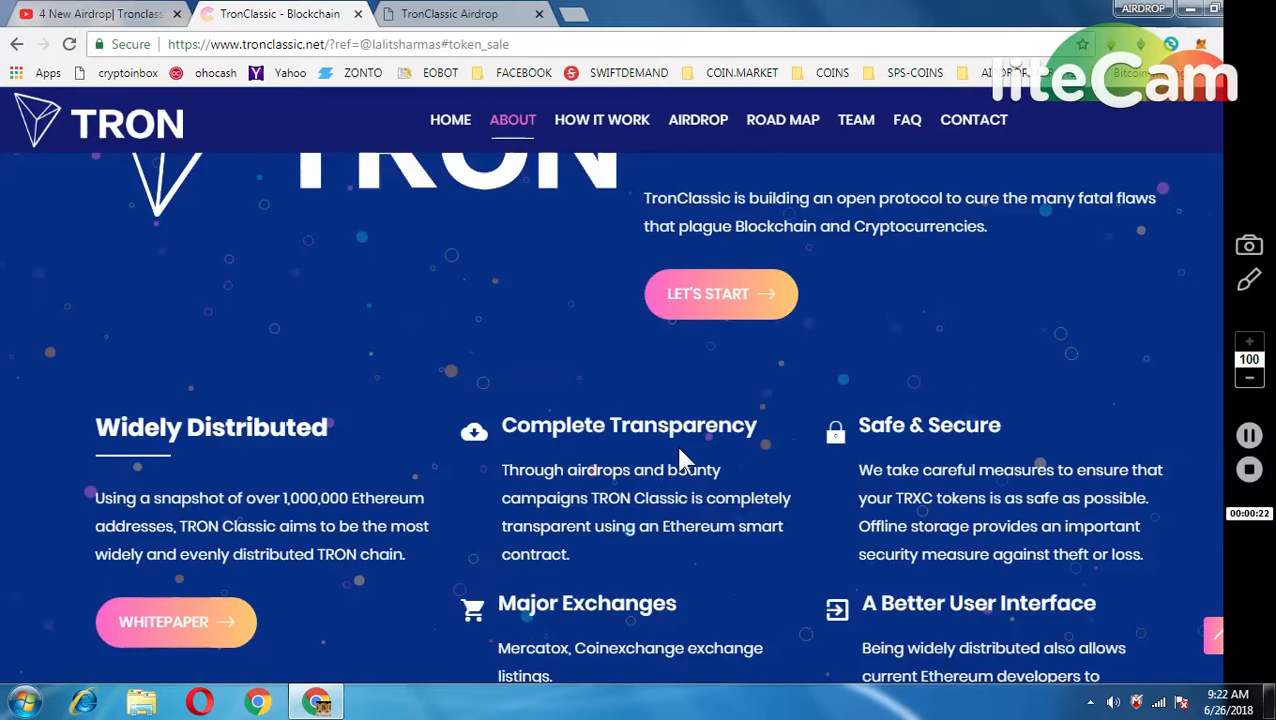 4 New Airdrop| Tronclass
TronClassic - Blockchain
TronClassic Airdrop
AIRDROP
Secure
https://www.tronclassic.net/?ref=@lalitsharmas#token_sale
Apps
cryptoinbox
ohocash
Yahoo
ZONTO
EOBOT
FACEBOOK
SWIFTDEMAND
COIN.MARKET
COINS
SPS-COINS
liteCam
TRON
HOME
ABOUT
HOW IT WORK
AIRDROP
ROAD MAP
TEAM
FAQ
CONTACT
TRON
TronClassic is building an open protocol to cure the many fatal flaws
that plague Blockchain and Cryptocurrencies.
LET'S START
Widely Distributed
Using a snapshot of over 1,000,000 Ethereum
addresses, TRON Classic aims to be the most
widely and evenly distributed TRON chain.
WHITEPAPER
Complete Transparency
Through airdrops and bounty
campaigns TRON Classic is completely
transparent using an Ethereum smart
contract.
Safe & Secure
We take careful measures to ensure that
your TRXC tokens is as safe as possible.
Offline storage provides an important
security measure against theft or loss.
Major Exchanges
Mercatox, Coinexchange exchange
listings.
A Better User Interface
Being widely distributed also allows
current Ethereum developers to
100
00:00:22
9:22 AM
6/26/2018